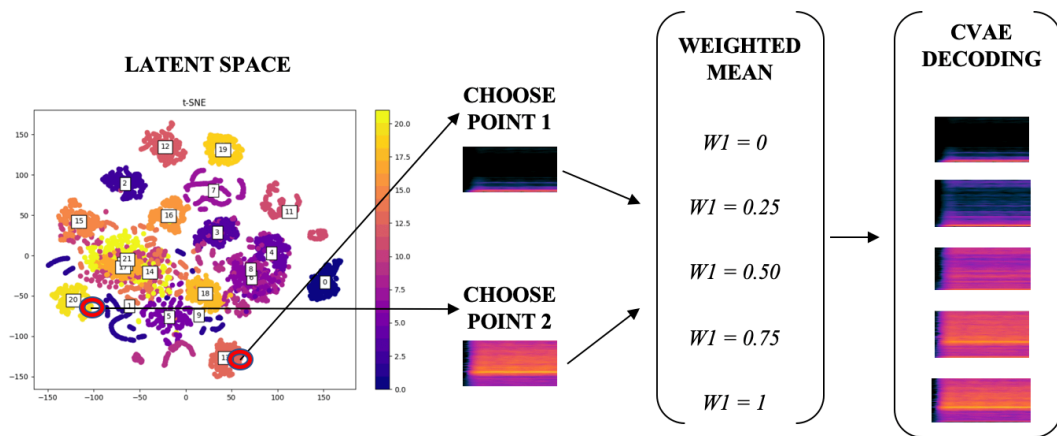 LATENT SPACE
t-SNE
150
100
50
0
−50
−100
−150
−150
−100
−50
0
50
100
150
12
19
2
7
11
15
16
3
4
21
14
8
6
0
20
1
18
5
9
20.0
17.5
15.0
12.5
10.0
7.5
5.0
2.5
0.0
CHOOSE
POINT 1
CHOOSE
POINT 2
WEIGHTED
MEAN
W1 = 0
W1 = 0.25
W1 = 0.50
W1 = 0.75
W1 = 1
CVAE
DECODING